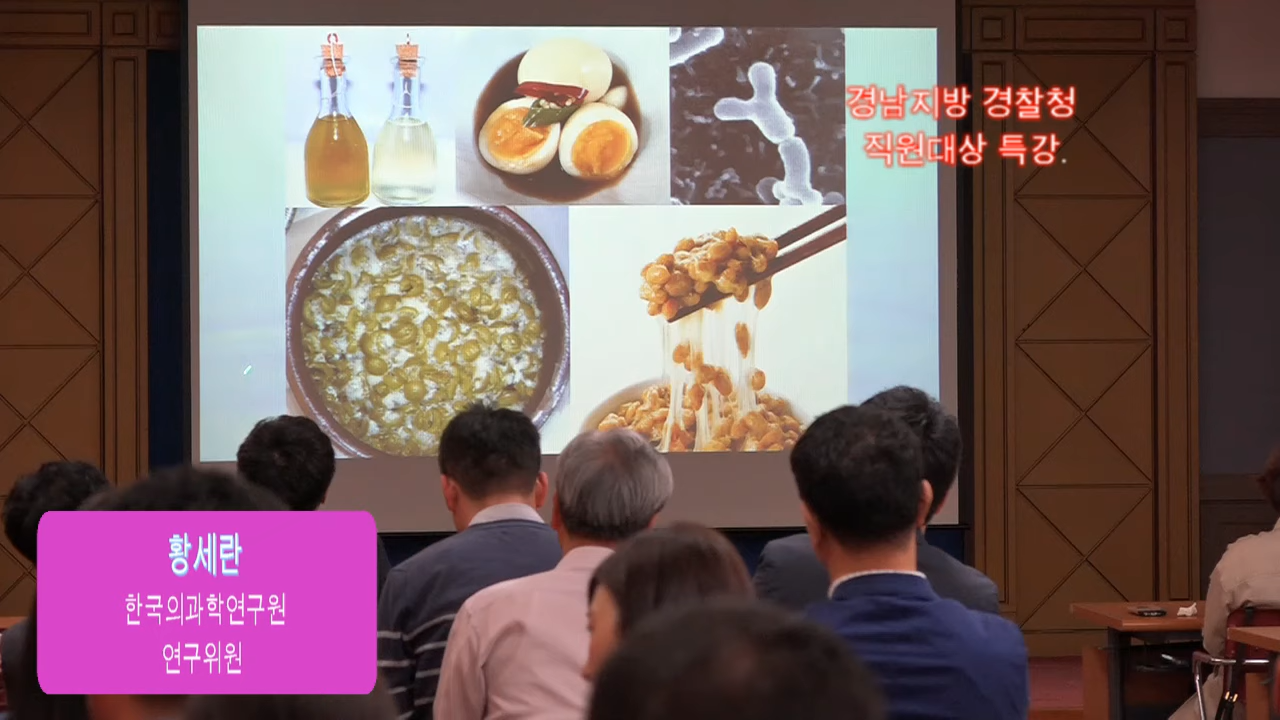 경남지방 경찰청
직원대상 특강.
황세란
한국의과학연구원
연구위원